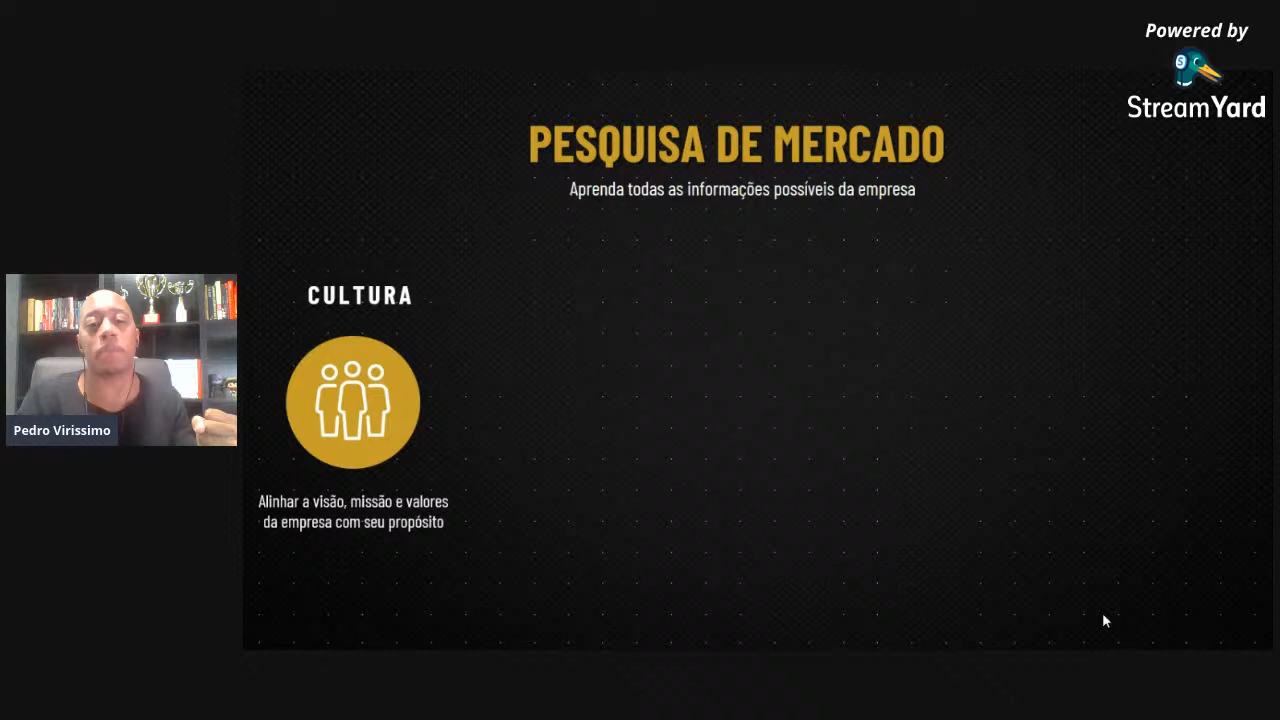 Powered by
StreamYard
PESQUISA DE MERCADO
Aprenda todas as informações possíveis da empresa
CULTURA
Pedro Virissimo
Alinhar a visão, missão e valores
da empresa com seu propósito